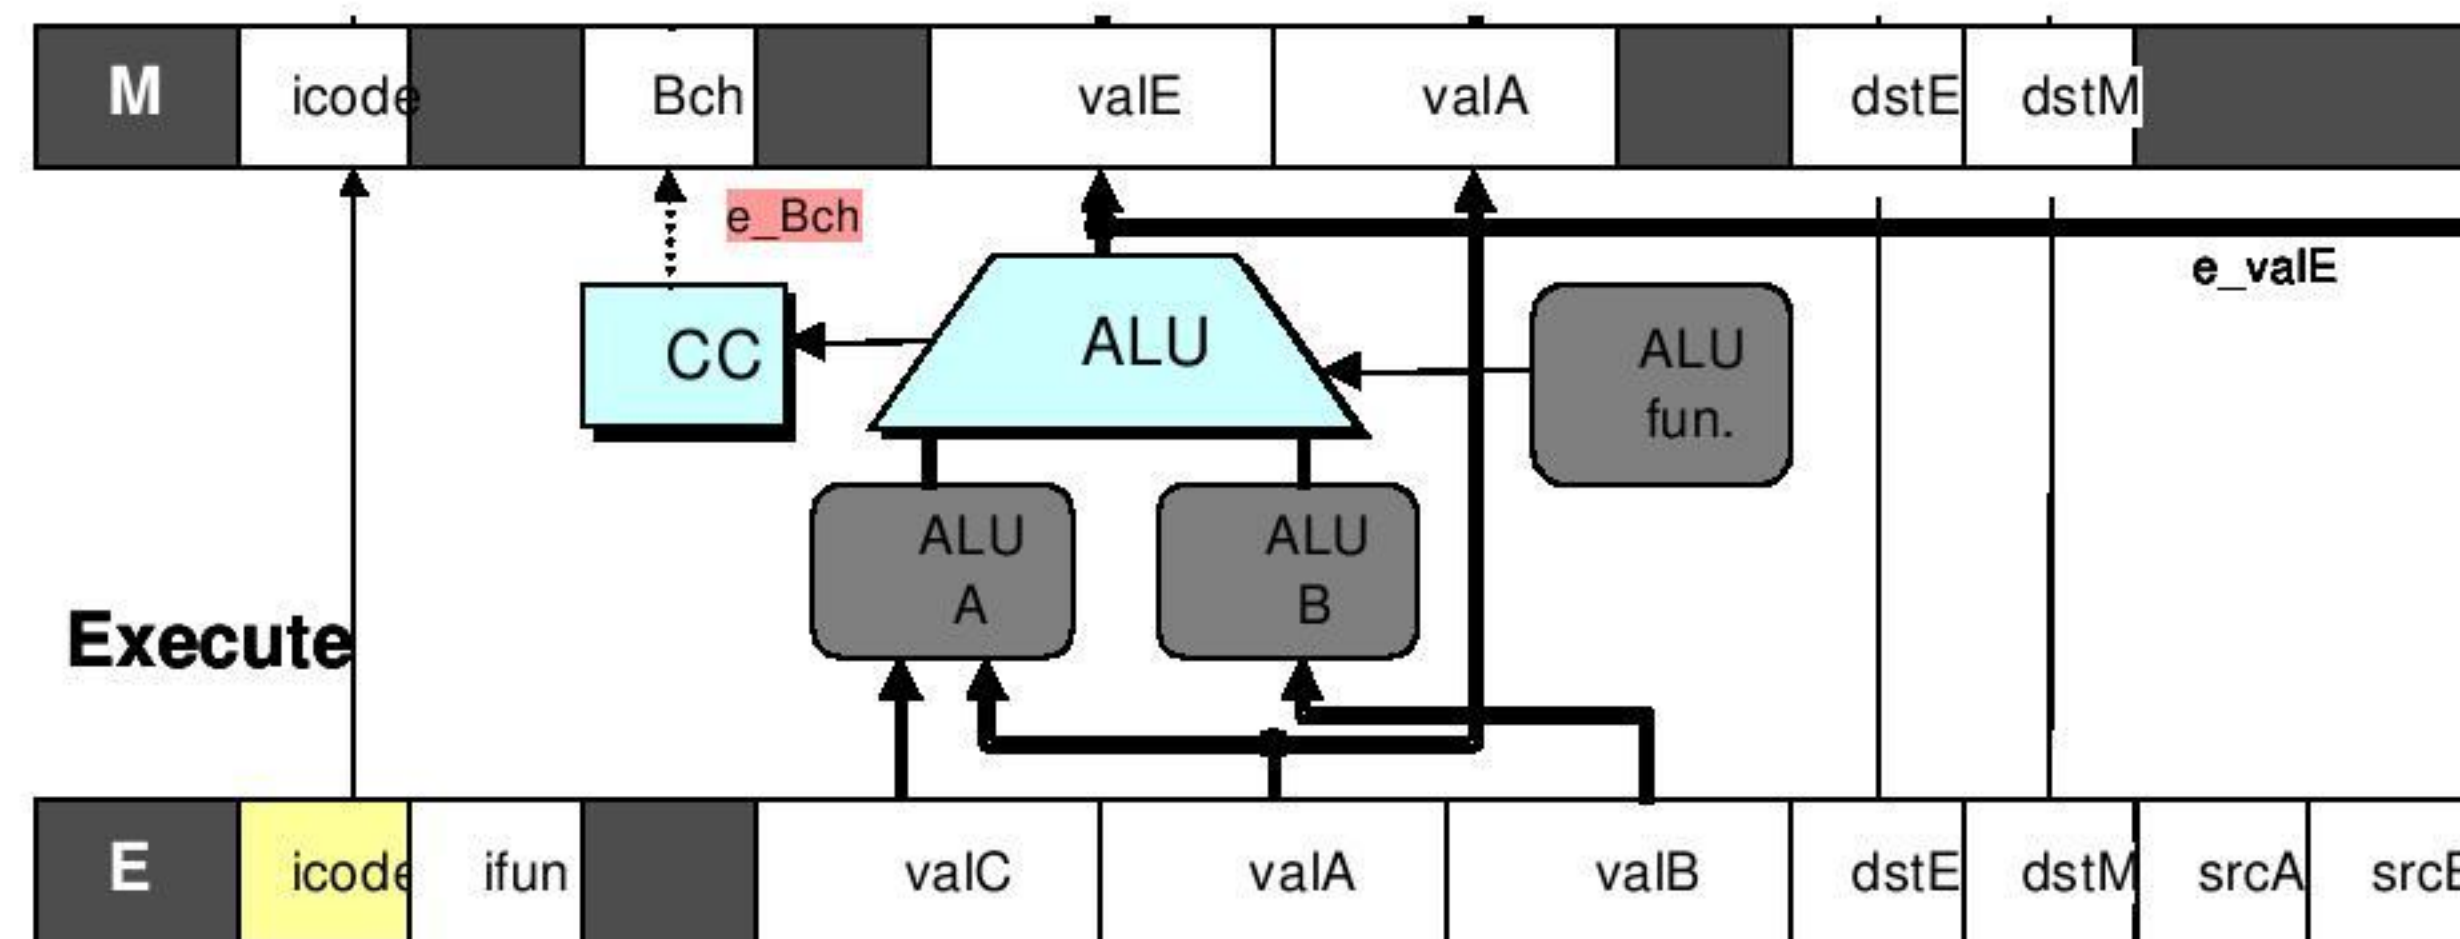 M icode Bch valE valA dstE dstM
e_Bch
e_valE
CC
ALU
ALU
fun.
ALU
A
ALU
B
Execute
E icode ifun valC valA valB dstE dstM srcA